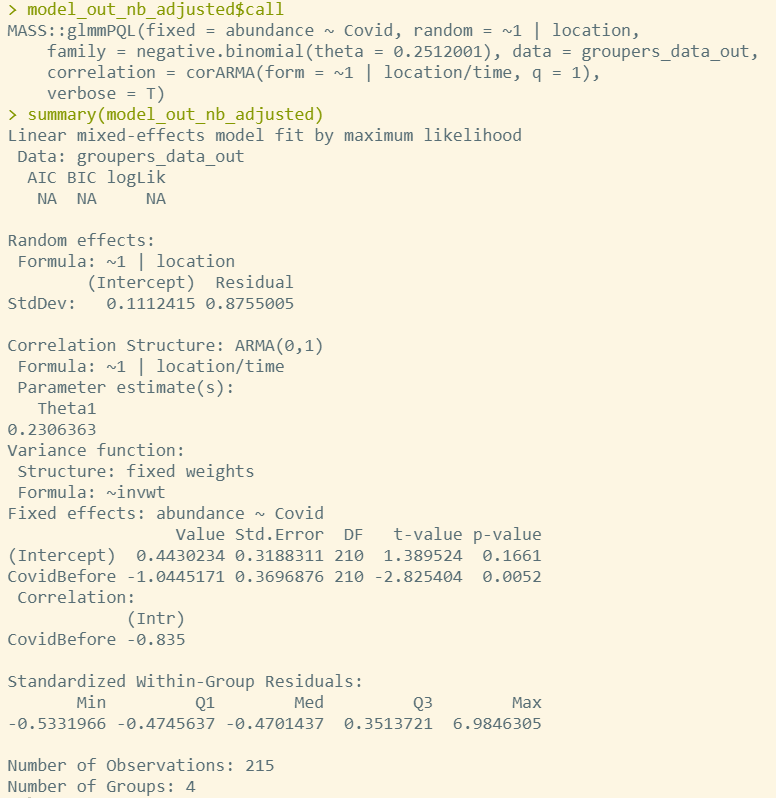 > model_out_nb_adjusted$call
MASS::glmmPQL(fixed = abundance ~ Covid, random = ~1 | location,
    family = negative.binomial(theta = 0.2512001), data = groupers_data_out,
    correlation = corARMA(form = ~1 | location/time, q = 1),
    verbose = T)
> summary(model_out_nb_adjusted)
Linear mixed-effects model fit by maximum likelihood
 Data: groupers_data_out
  AIC BIC logLik
   NA  NA     NA
Random effects:
 Formula: ~1 | location
        (Intercept)  Residual
StdDev:   0.1112415 0.8755005
Correlation Structure: ARMA(0,1)
 Formula: ~1 | location/time
 Parameter estimate(s):
   Theta1
0.2306363
Variance function:
 Structure: fixed weights
 Formula: ~invwt
Fixed effects: abundance ~ Covid
                 Value Std.Error  DF   t-value p-value
(Intercept)  0.4430234 0.3188311 210  1.389524  0.1661
CovidBefore -1.0445171 0.3696876 210 -2.825404  0.0052
 Correlation:
            (Intr)
CovidBefore -0.835
Standardized Within-Group Residuals:
       Min         Q1        Med         Q3        Max
-0.5331966 -0.4745637 -0.4701437  0.3513721  6.9846305
Number of Observations: 215
Number of Groups: 4